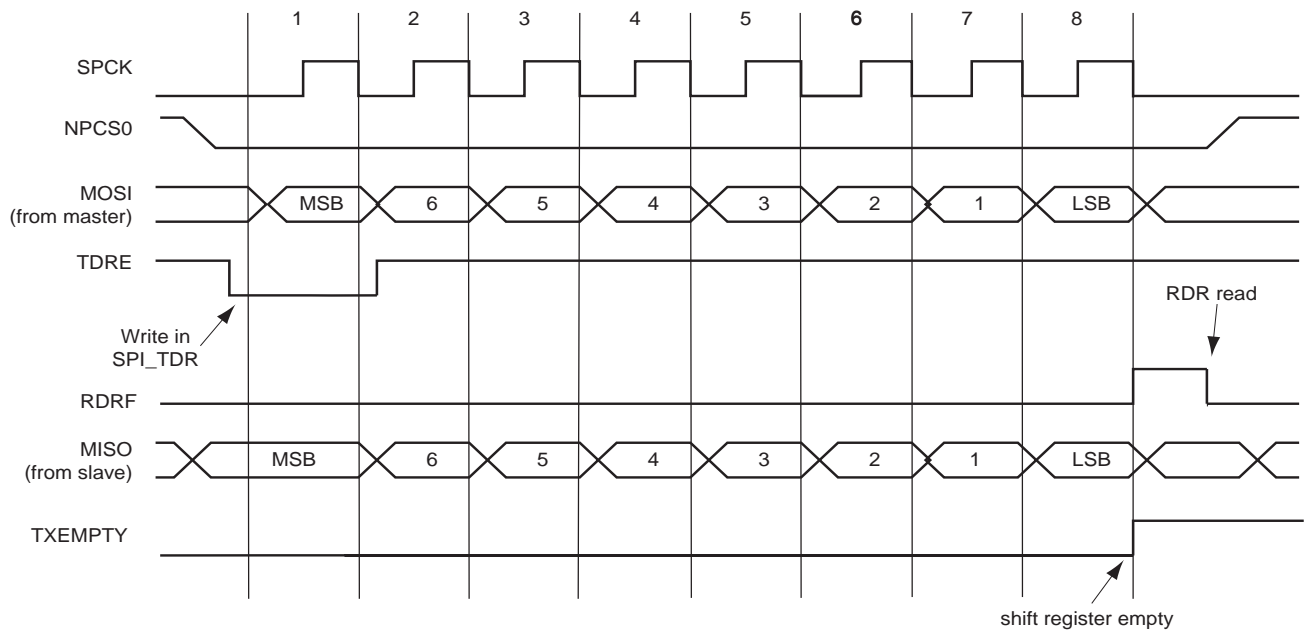 1 2 3 4 5 6 7 8
SPCK
NPCS0
MOSI
(from master)
MSB 6 5 4 3 2 1 LSB
TDRE
RDR read
Write in
SPI_TDR
RDRF
MISO
(from slave)
MSB 6 5 4 3 2 1 LSB
TXEMPTY
shift register empty